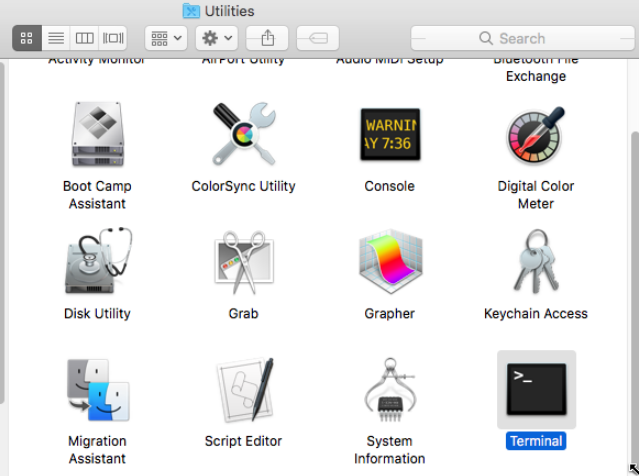 Utilities
Search
Activity Monitor
AirPort Utility
Audio MIDI Setup
Bluetooth File
Exchange
WARNIN
AY 7:36
Boot Camp
Assistant
ColorSync Utility
Console
Digital Color
Meter
Disk Utility
Grab
Grapher
Keychain Access
>_
Migration
Assistant
Script Editor
System
Information
Terminal